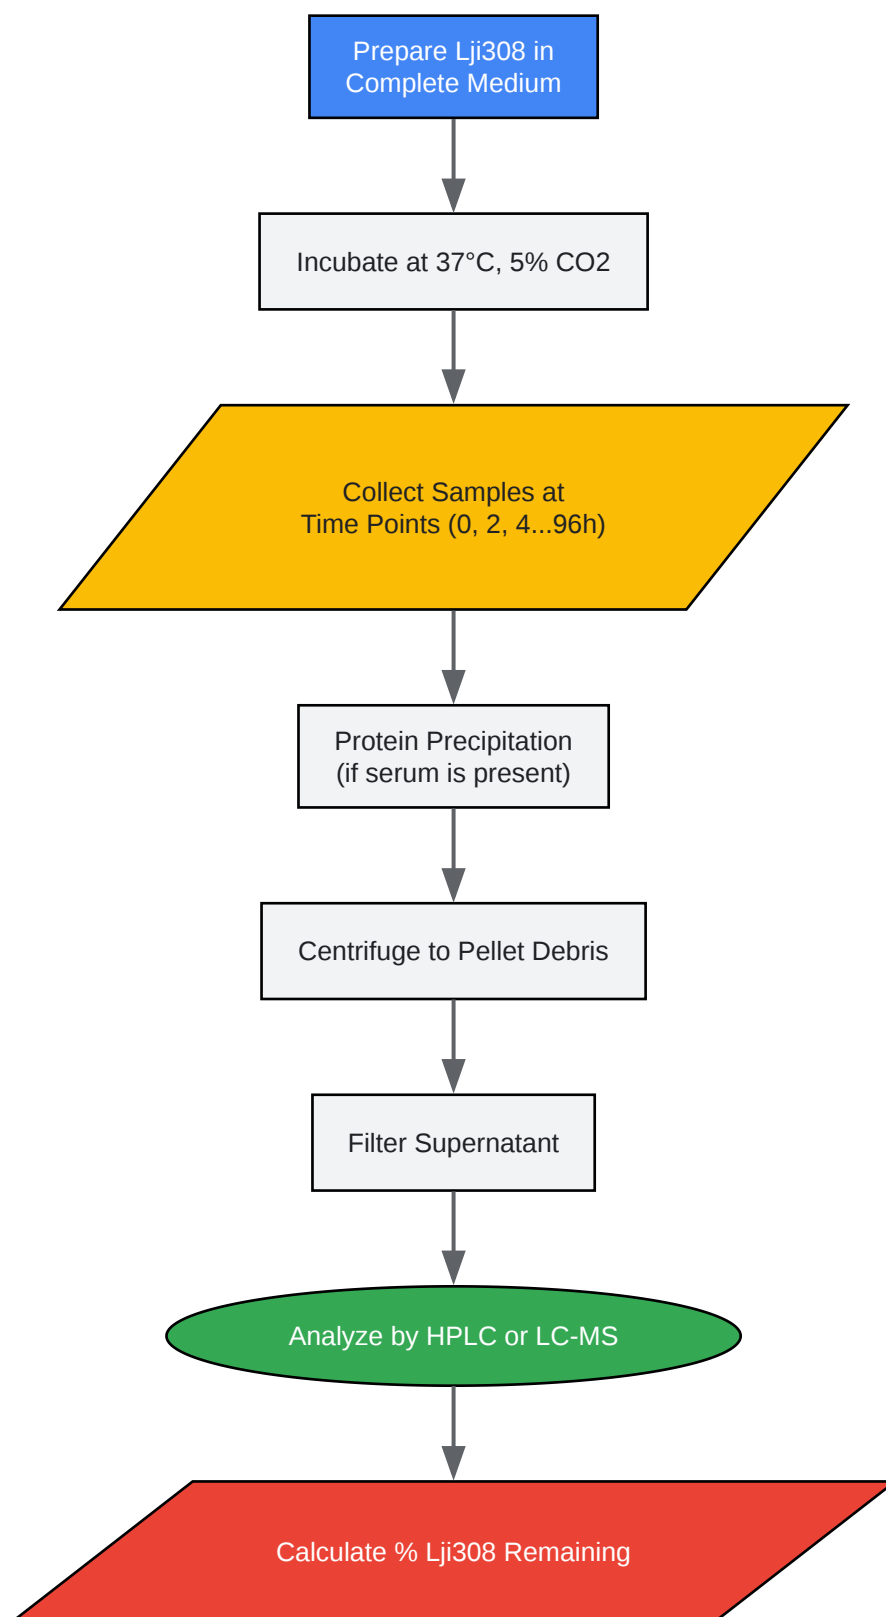 Prepare Lji308 in
Complete Medium
Incubate at 37°C, 5% CO2
Collect Samples at
Time Points (0, 2, 4...96h)
Protein Precipitation
(if serum is present)
Centrifuge to Pellet Debris
Filter Supernatant
Analyze by HPLC or LC-MS
Calculate % Lji308 Remaining